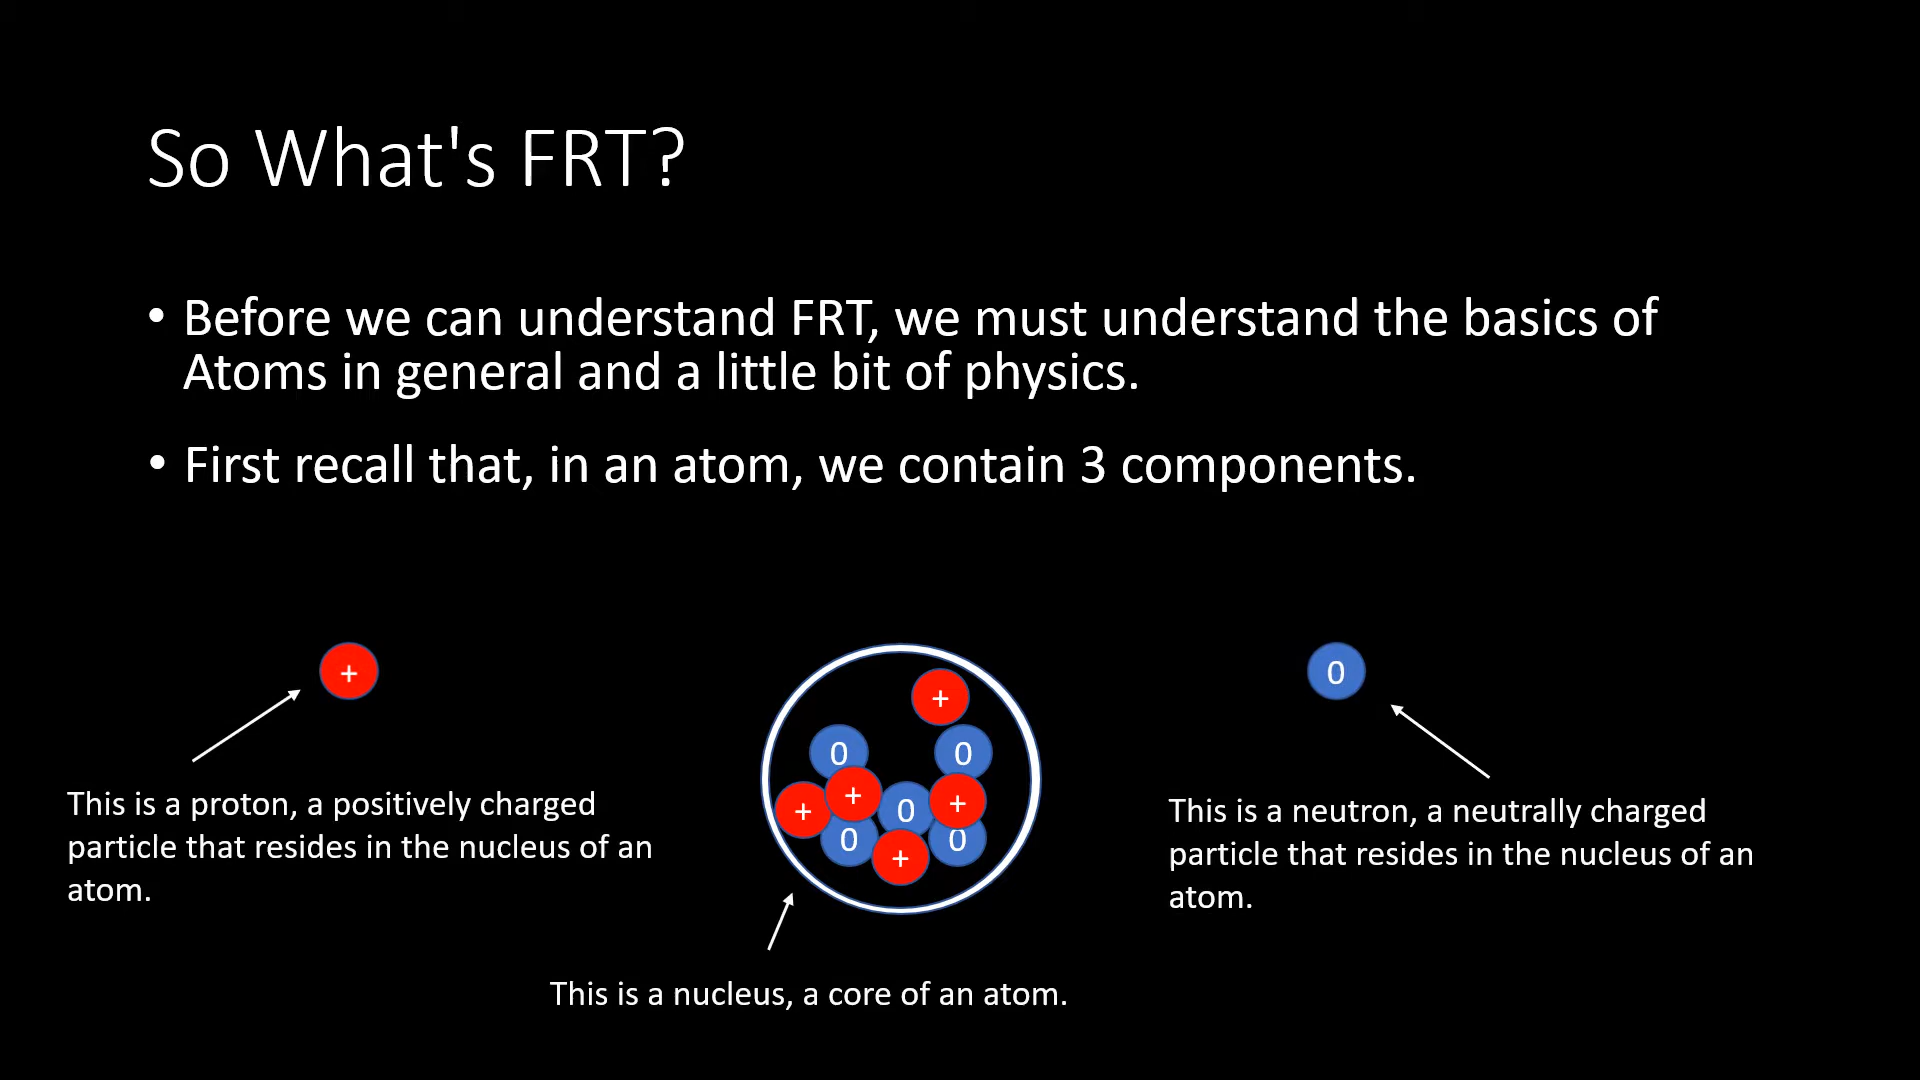 So What's FRT?
• Before we can understand FRT, we must understand the basics of
Atoms in general and a little bit of physics.
• First recall that, in an atom, we contain 3 components.
+
0
+
0
0
+
+
0
+
0
0
+
This is a proton, a positively charged
particle that resides in the nucleus of an
atom.
This is a neutron, a neutrally charged
particle that resides in the nucleus of an
atom.
This is a nucleus, a core of an atom.